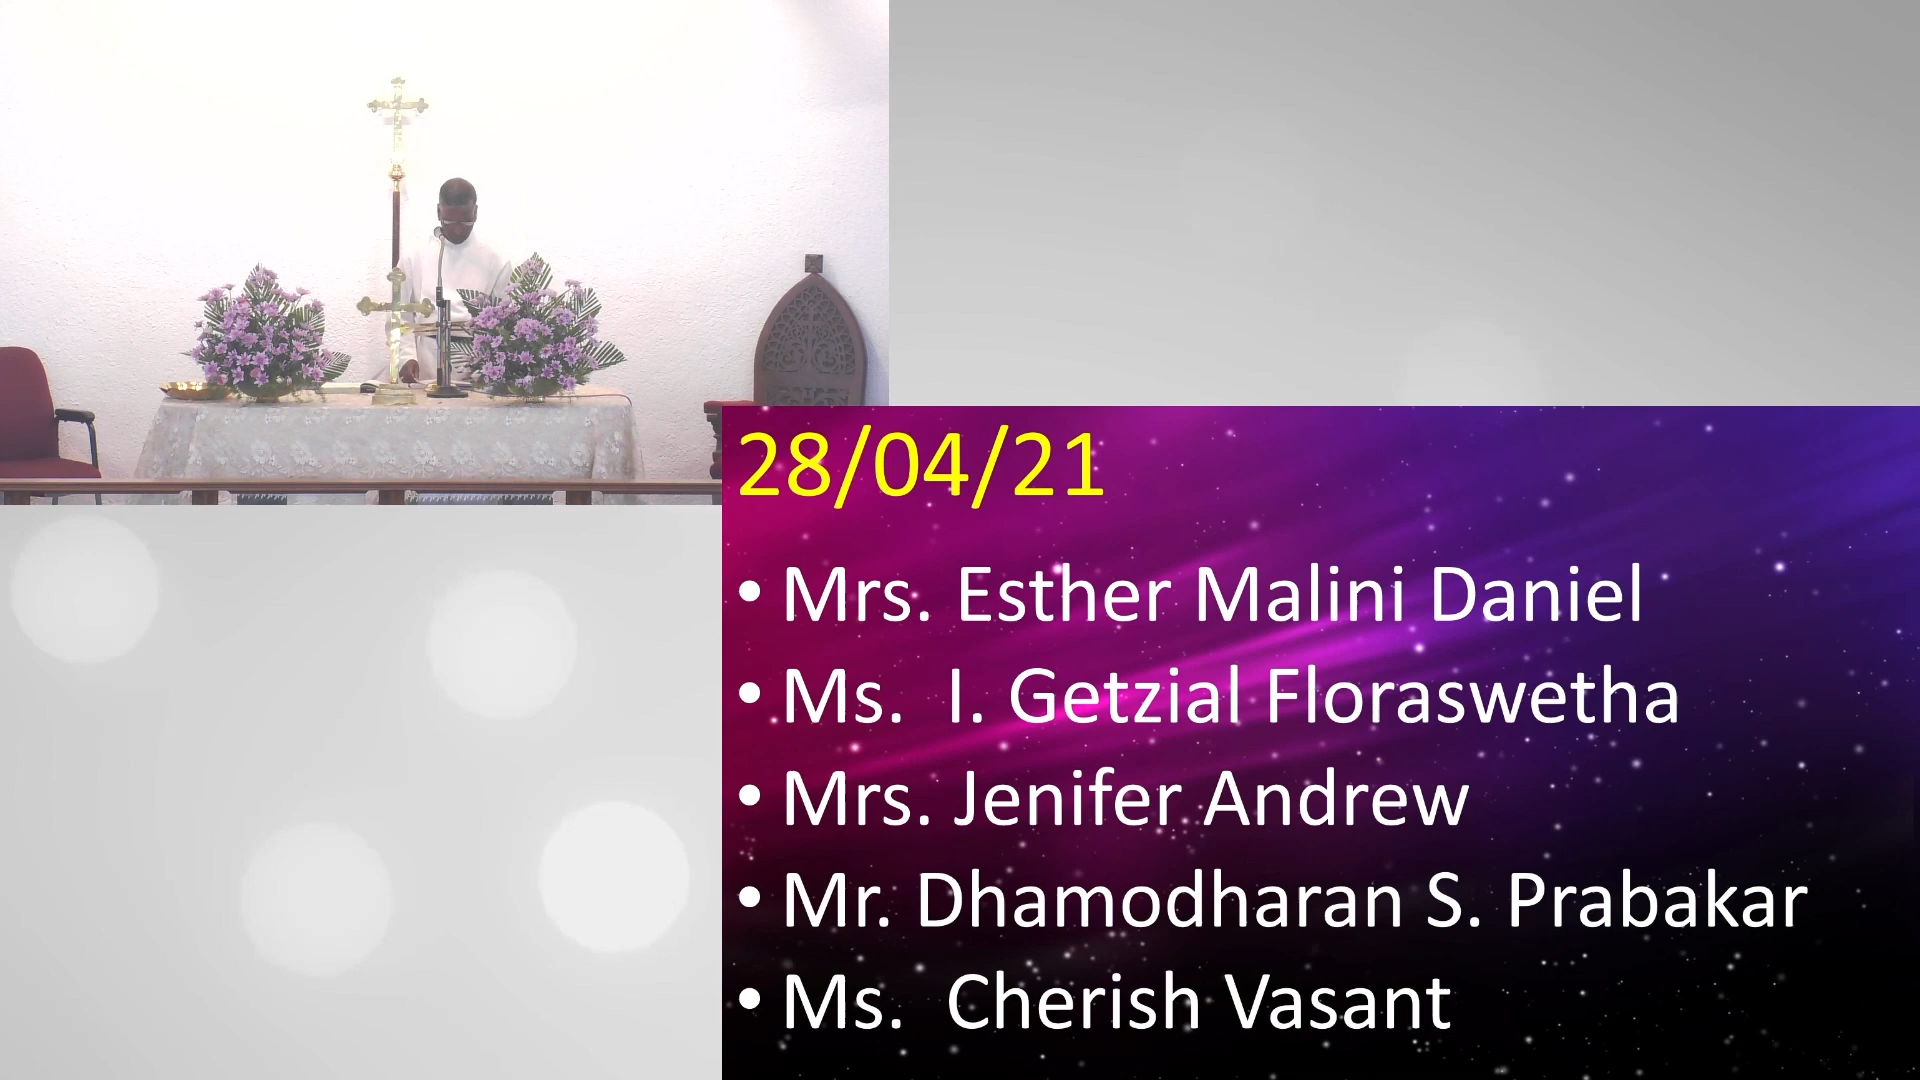 28/04/21
• Mrs. Esther Malini Daniel
• Ms. I. Getzial Floraswetha
• Mrs. Jenifer Andrew
• Mr. Dhamodharan S. Prabakar
• Ms. Cherish Vasant